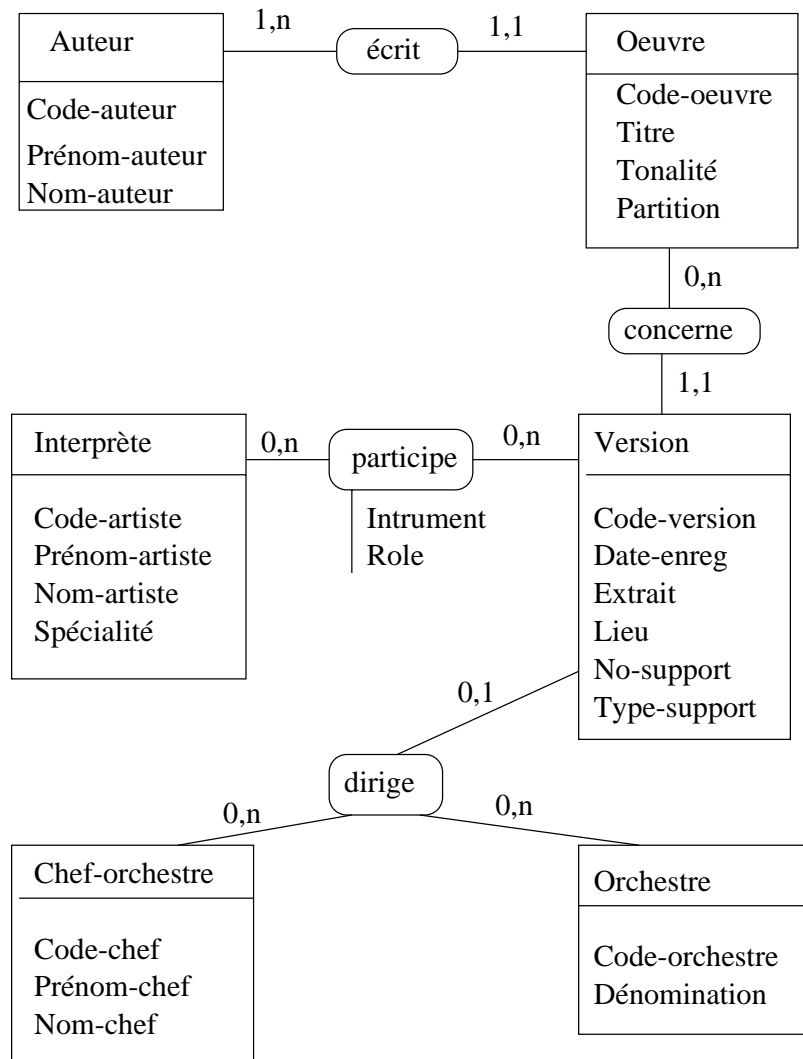 Auteur
1,n
écrit
1,1
Oeuvre
Code-auteur
Prénom-auteur
Nom-auteur
Code-oeuvre
Titre
Tonalité
Partition
0,n
concerne
1,1
Interprète
0,n
participe
0,n
Version
Code-artiste
Prénom-artiste
Nom-artiste
Spécialité
Intrument
Role
Code-version
Date-enreg
Extrait
Lieu
No-support
Type-support
0,1
dirige
0,n
0,n
Chef-orchestre
Code-chef
Prénom-chef
Nom-chef
Orchestre
Code-orchestre
Dénomination